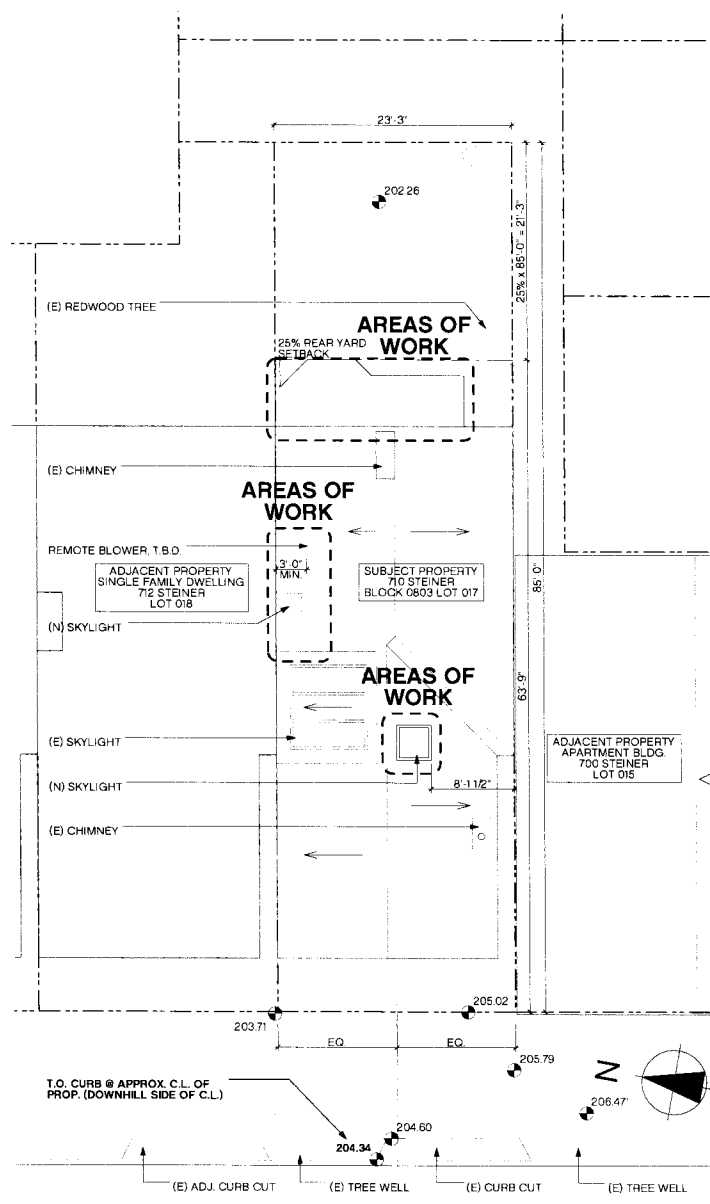 23'-3"
202.26
25% x 85'-0" = 21'-3"
(E) REDWOOD TREE
AREAS OF
WORK
25% REAR YARD
SETBACK
(E) CHIMNEY
AREAS OF
WORK
REMOTE BLOWER, T.B.D.
3'-0"
MIN.
ADJACENT PROPERTY
SINGLE FAMILY DWELLING
712 STEINER
LOT 018
SUBJECT PROPERTY
710 STEINER
BLOCK 0803 LOT 017
85'-0"
(N) SKYLIGHT
AREAS OF
WORK
63'-9"
(E) SKYLIGHT
ADJACENT PROPERTY
APARTMENT BLDG.
700 STEINER
LOT 015
(N) SKYLIGHT
8'-1 1/2"
(E) CHIMNEY
203.71
205.02
EQ.
EQ.
205.79
N
T.O. CURB @ APPROX. C.L. OF
PROP. (DOWNHILL SIDE OF C.L.)
206.47'
204.60
204.34
(E) ADJ. CURB CUT
(E) TREE WELL
(E) CURB CUT
(E) TREE WELL